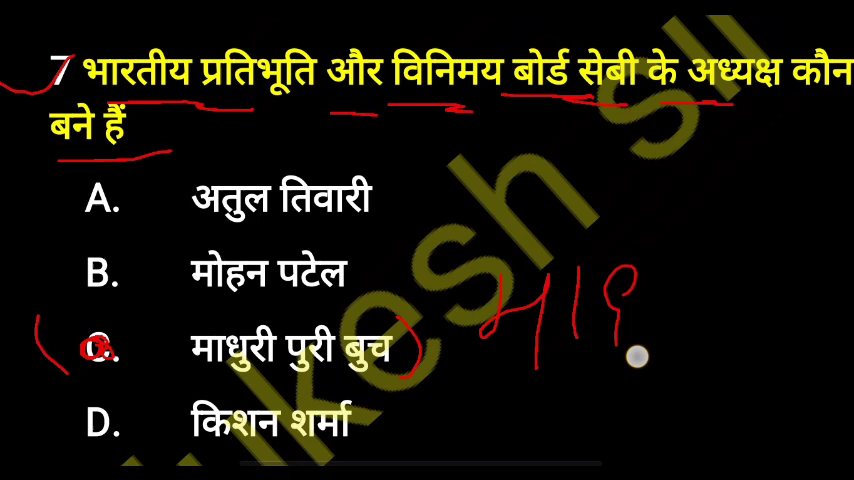 7 भारतीय प्रतिभूति और विनिमय बोर्ड सेबी के अध्यक्ष कौन
बने हैं
A. अतुल तिवारी
B. मोहन पटेल
C. माधुरी पुरी बुच
D. किशन शर्मा